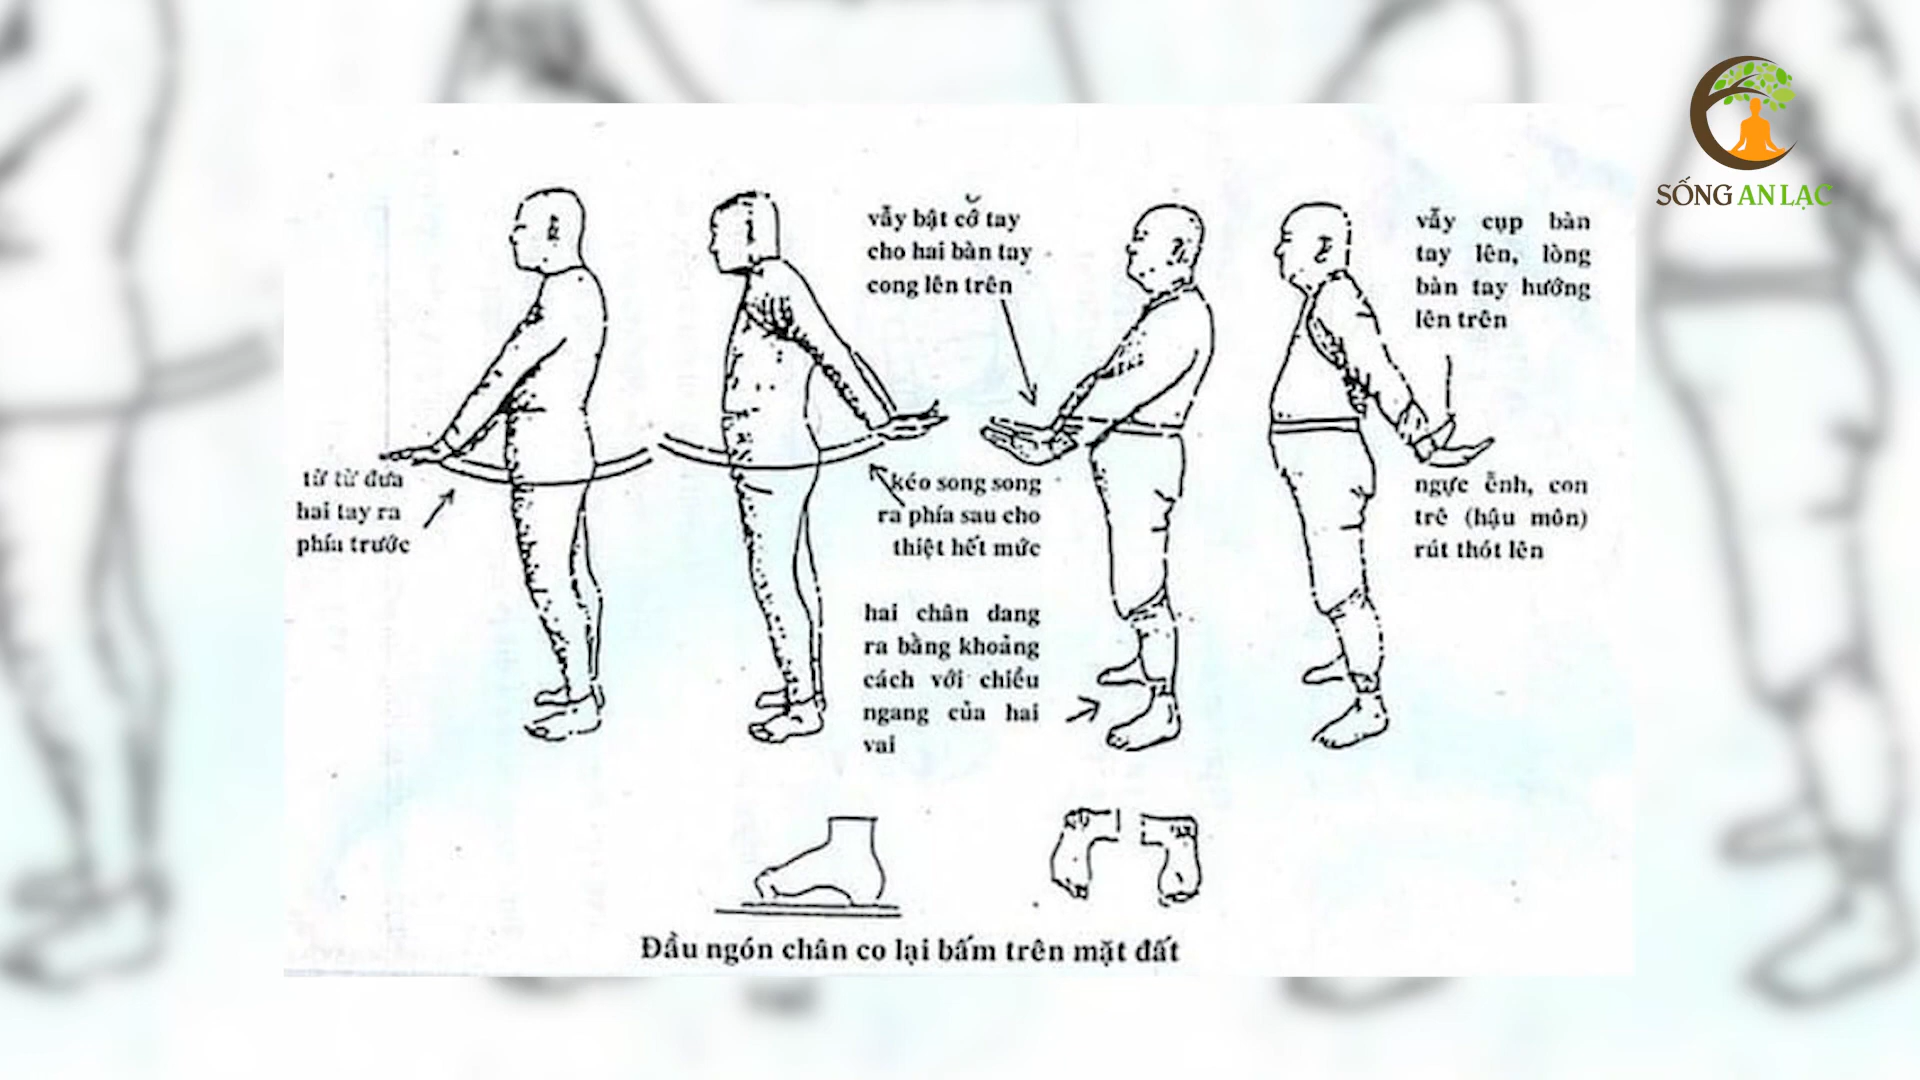 SỐNG AN LẠC
từ từ đưa
hai tay ra
phía trước
vẫy bật cổ tay
cho hai bàn tay
cong lên trên
kéo song song
ra phía sau cho
thiệt hết mức
hai chân dang
ra bằng khoảng
cách với chiều
ngang của hai
vai
vẫy cụp bàn
tay lên, lòng
bàn tay hướng
lên trên
ngực ễnh, con
trê (hậu môn)
rút thót lên
Đầu ngón chân co lại bấm trên mặt đất